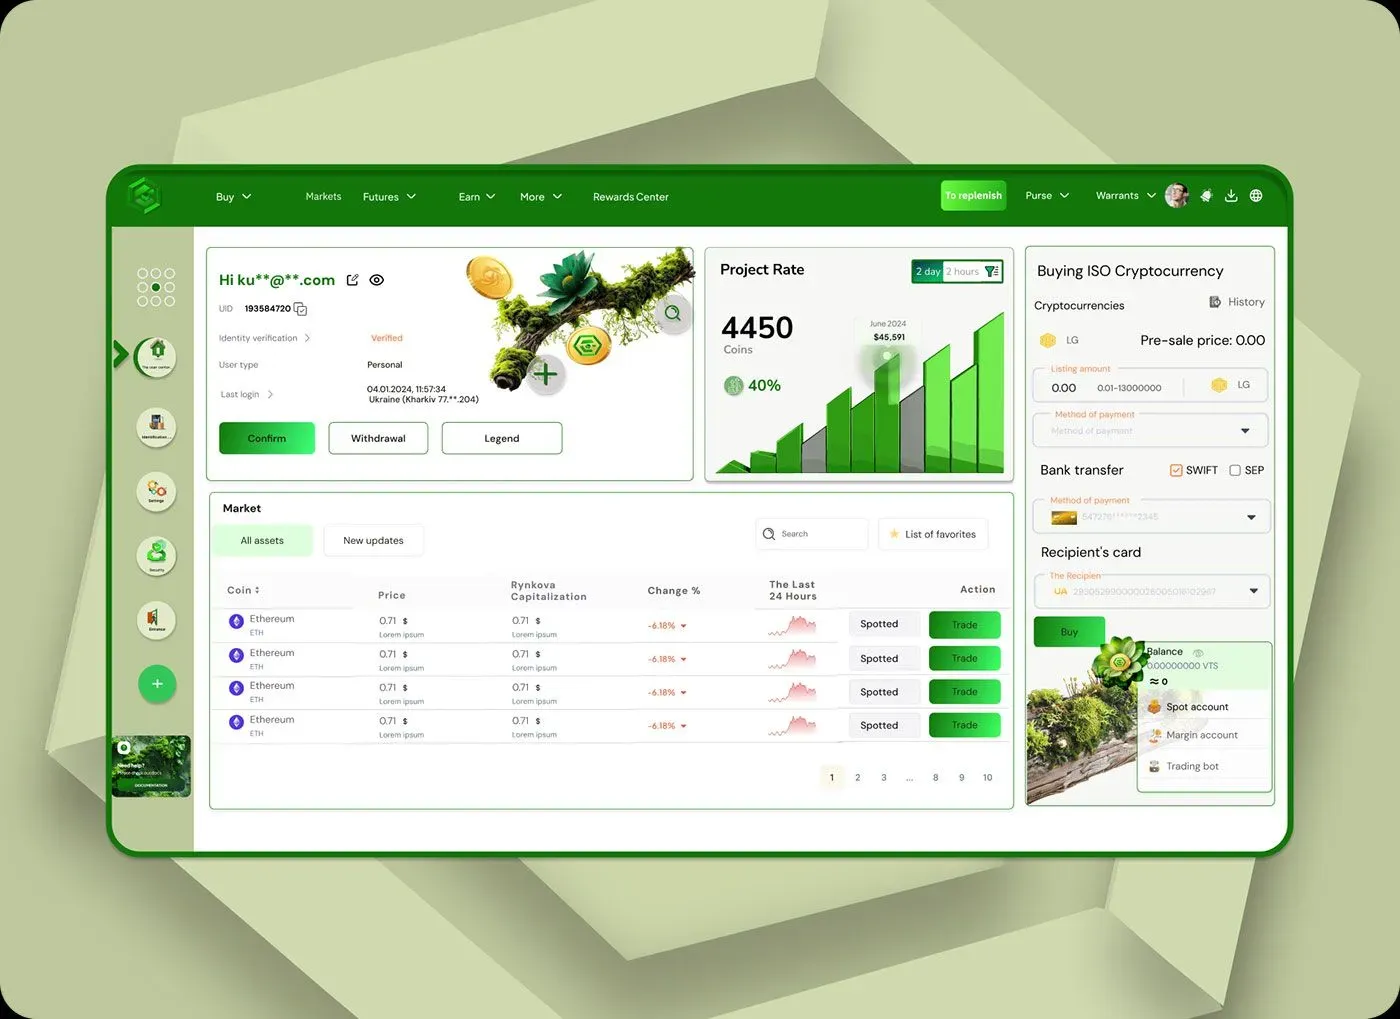 Buy
Markets
Futures
Earn
More
Rewards Center
To replenish
Purse
Warrants
Hi ku**@**.com
UID 193584720
Identity verification
Verified
User type
Personal
Last login
04.01.2024, 11:57:34
Ukraine (Kharkiv 77.**.204)
Confirm
Withdrawal
Legend
Project Rate
2 day
2 hours
4450
Coins
40%
June 2024
$45,591
Buying ISO Cryptocurrency
Cryptocurrencies
History
LG
Pre-sale price: 0.00
Listing amount
0.00
0.01-13000000
LG
Method of payment
Method of payment
Bank transfer
SWIFT
SEP
Method of payment
Recipient's card
The Recipien
UA
Buy
Balance
0.00000000 VTS
≈ 0
Spot account
Margin account
Trading bot
The user center...
Identification...
Settings
Security
Entrance
+
Need help?
Please check our docs
DOCUMENTATION
Market
All assets
New updates
Search
List of favorites
Coin
Price
Rynkova
Capitalization
Change %
The Last
24 Hours
Action
Ethereum 0.71 $ 0.71 $ -6.18% Spotted Trade
ETH Lorem ipsum Lorem ipsum
Ethereum 0.71 $ 0.71 $ -6.18% Spotted Trade
ETH Lorem ipsum Lorem ipsum
Ethereum 0.71 $ 0.71 $ -6.18% Spotted Trade
ETH Lorem ipsum Lorem ipsum
Ethereum 0.71 $ 0.71 $ -6.18% Spotted Trade
ETH Lorem ipsum Lorem ipsum
1 2 3 ... 8 9 10